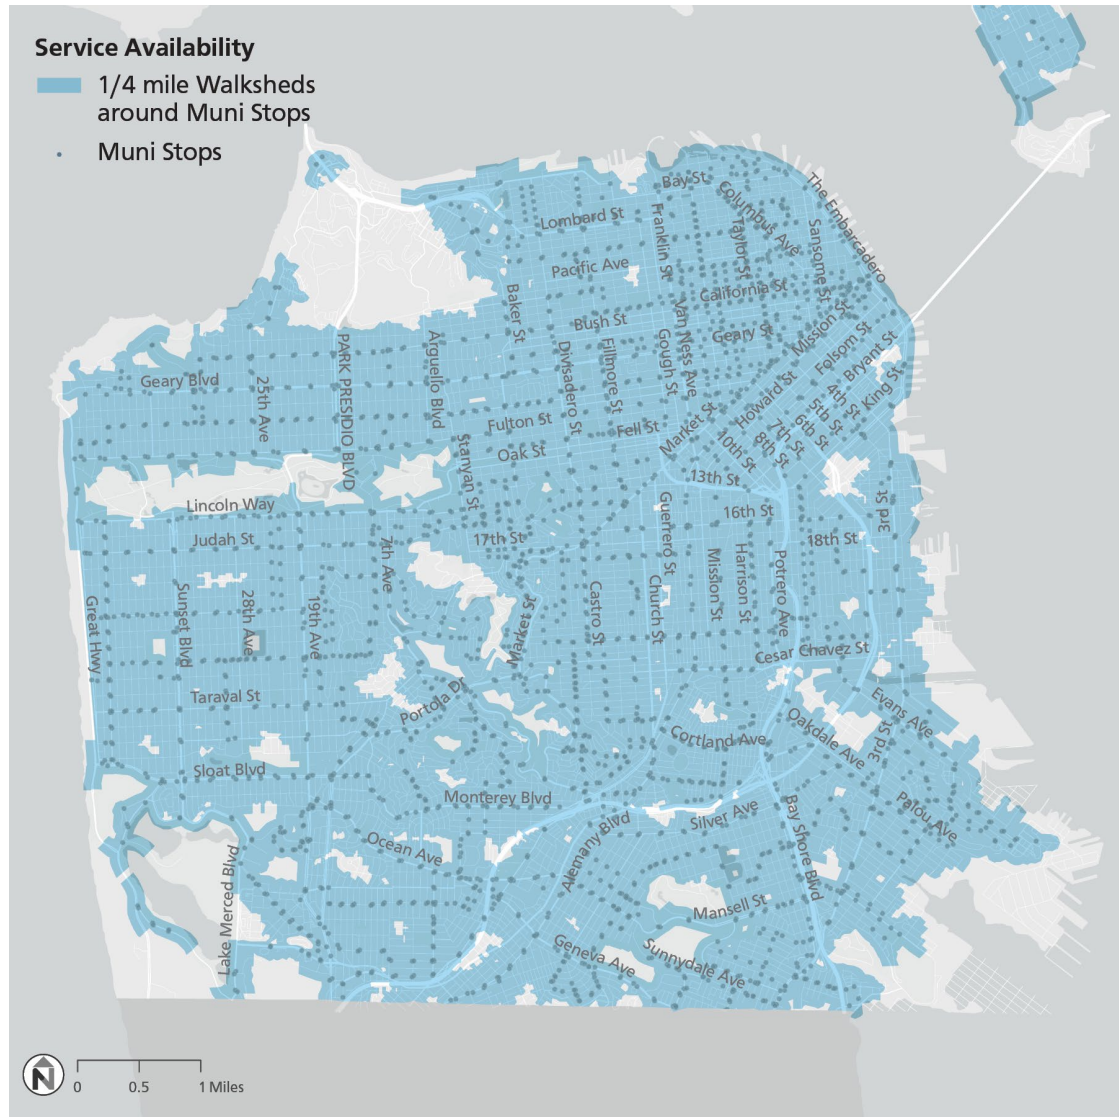 Service Availability
1/4 mile Walksheds
around Muni Stops
Muni Stops
Bay St
Columbus Ave
The Embarcadero
Lombard St
Franklin St
Taylor St
Sansome St
Pacific Ave
California St
Baker St
Bush St
Van Ness Ave
Geary St
Mission St
Folsom St
Bryant St
PARK PRESIDIO BLVD
Arguello Blvd
Divisadero St
Fillmore St
Gough St
Geary Blvd
25th Ave
Howard St
4th St
King St
5th St
6th St
7th St
8th St
10th St
Market St
Fulton St
Fell St
Oak St
Stanyan St
13th St
Lincoln Way
Guerrero St
16th St
3rd St
Judah St
17th St
18th St
7th Ave
Mission St
Harrison St
Potrero Ave
Great Hwy
Sunset Blvd
28th Ave
19th Ave
Market St
Castro St
Church St
Cesar Chavez St
Taraval St
Portola Dr
Evans Ave
Oakdale Ave
3rd St
Cortland Ave
Sloat Blvd
Monterey Blvd
Silver Ave
Palou Ave
Ocean Ave
Alemany Blvd
Bay Shore Blvd
Lake Merced Blvd
Mansell St
Geneva Ave
Sunnydale Ave
N
0 0.5 1 Miles